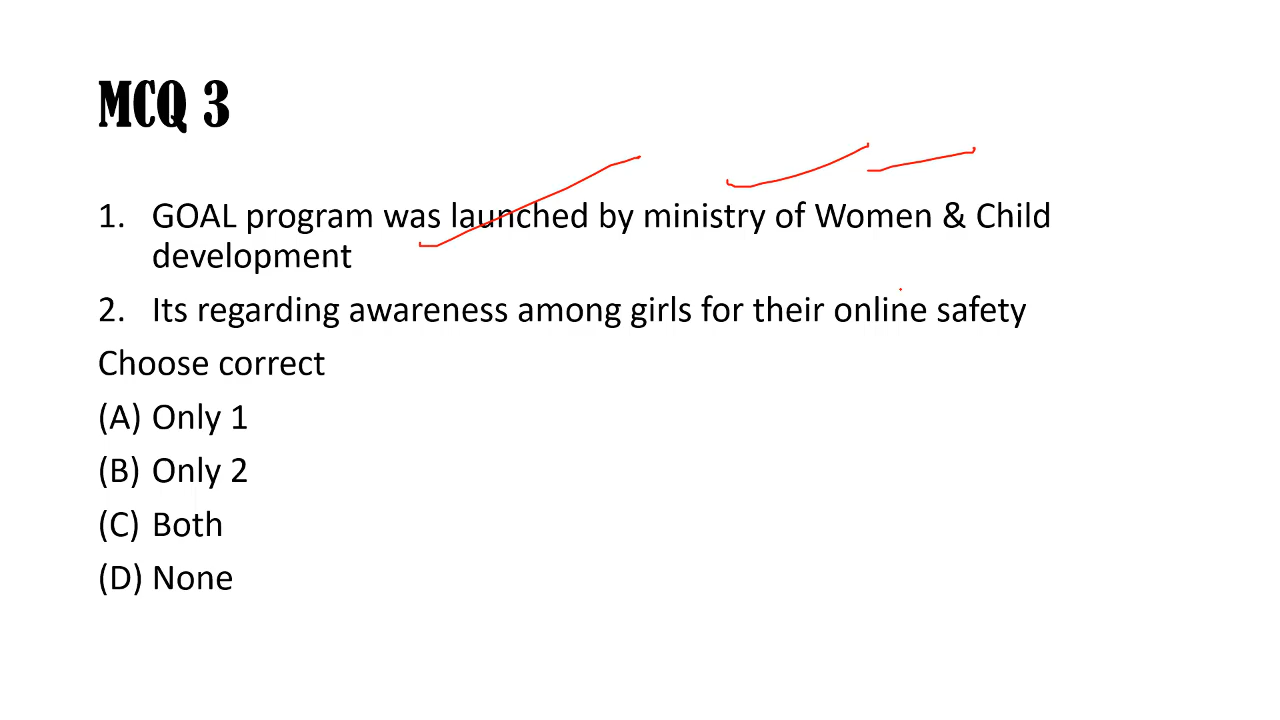 MCQ 3
1. GOAL program was launched by ministry of Women & Child
development
2. Its regarding awareness among girls for their online safety
Choose correct
(A) Only 1
(B) Only 2
(C) Both
(D) None